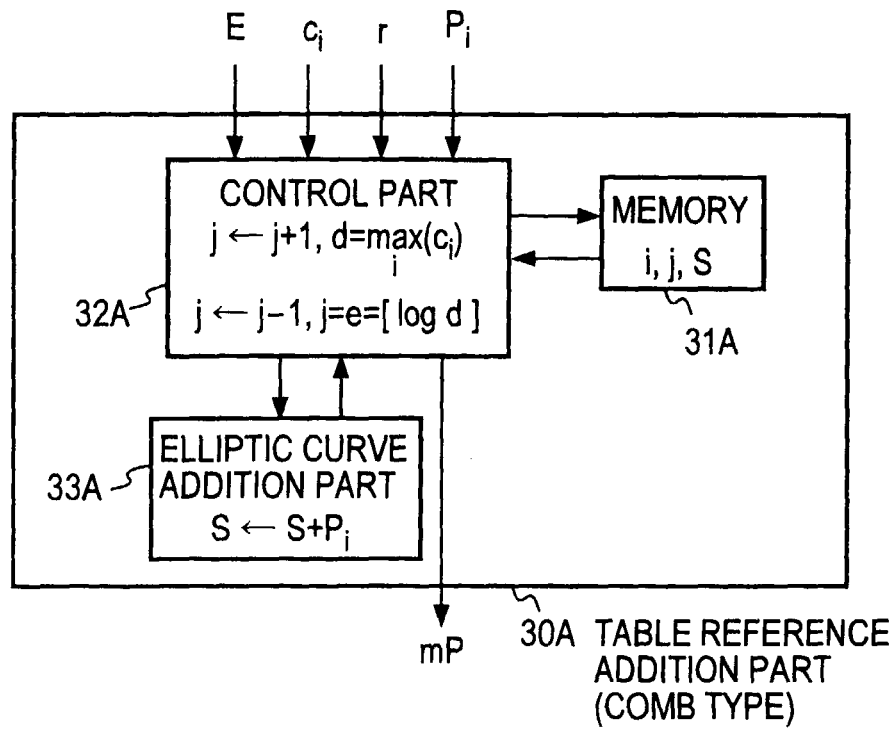 E c_i r P_i
CONTROL PART
j ← j+1, d=max(c_i)
i
j ← j−1, j=e=[ log d ]
32A
MEMORY
i, j, S
31A
ELLIPTIC CURVE
ADDITION PART
S ← S+P_i
33A
mP
30A TABLE REFERENCE
ADDITION PART
(COMB TYPE)